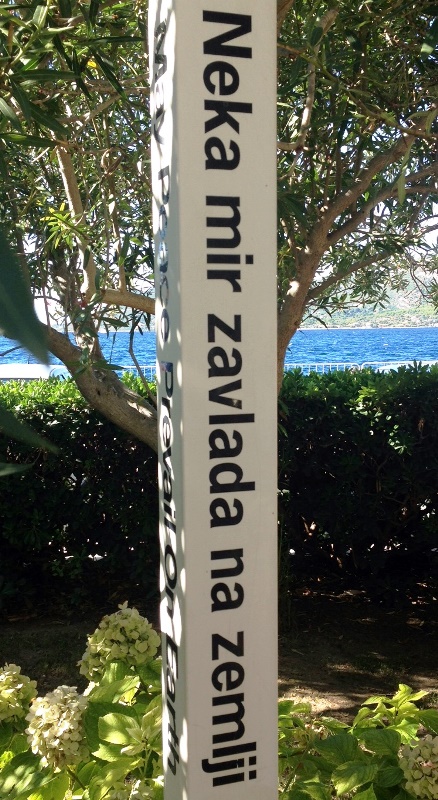 May Peace Prevail On Earth
Neka mir zavlada na zemlji